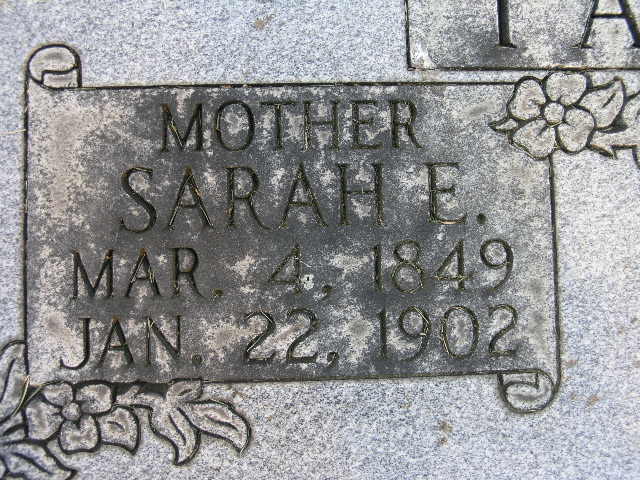 MOTHER
SARAH E.
MAR. 4, 1849
JAN. 22, 1902